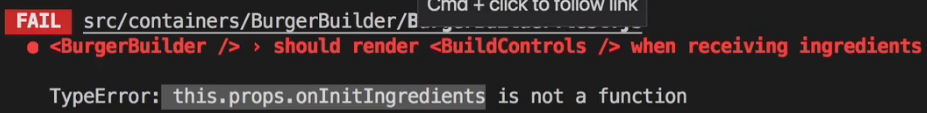 Cmd + click to follow link
FAIL src/containers/BurgerBuilder/
● <BurgerBuilder /> › should render <BuildControls /> when receiving ingredients
TypeError: this.props.onInitIngredients is not a function